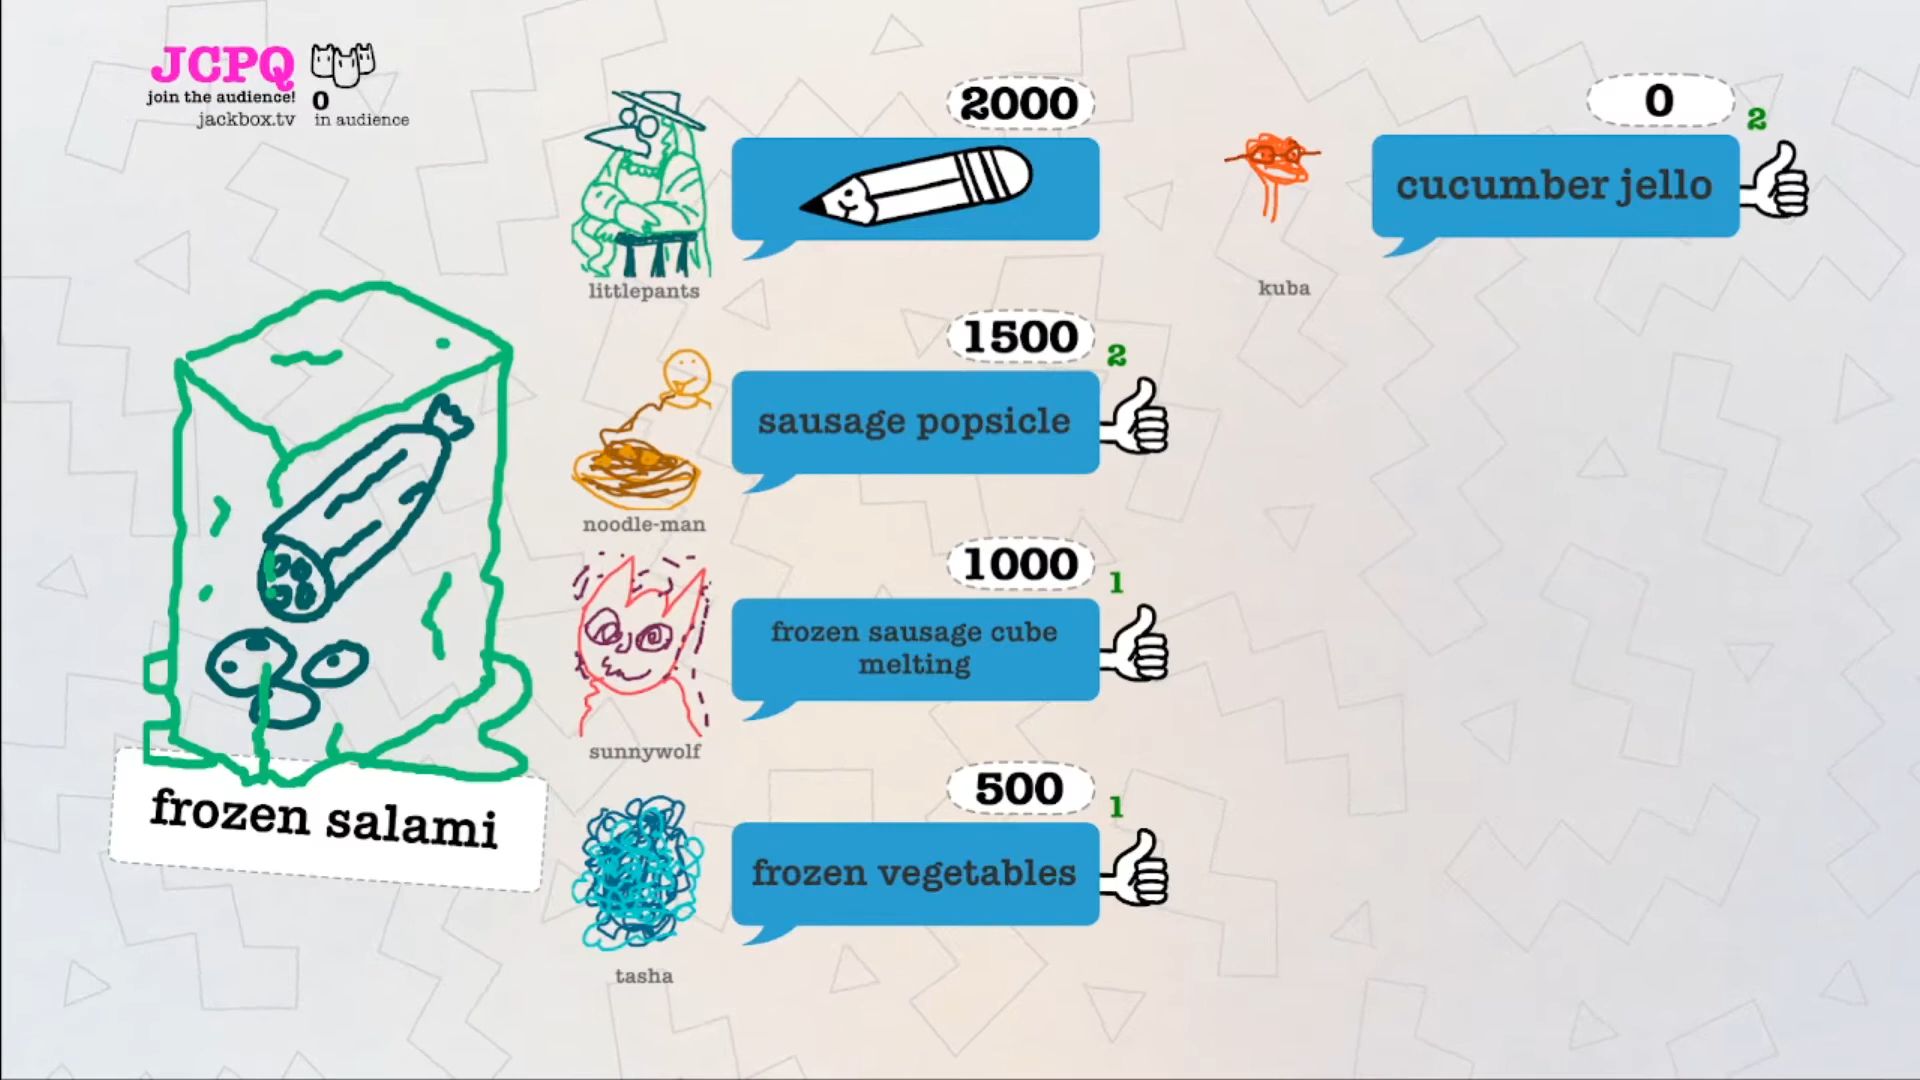 JCPQ
join the audience!
jackbox.tv
0
in audience
frozen salami
2000
littlepants
1500
2
sausage popsicle
noodle-man
1000
1
frozen sausage cube
melting
sunnywolf
500
1
frozen vegetables
tasha
0
2
cucumber jello
kuba